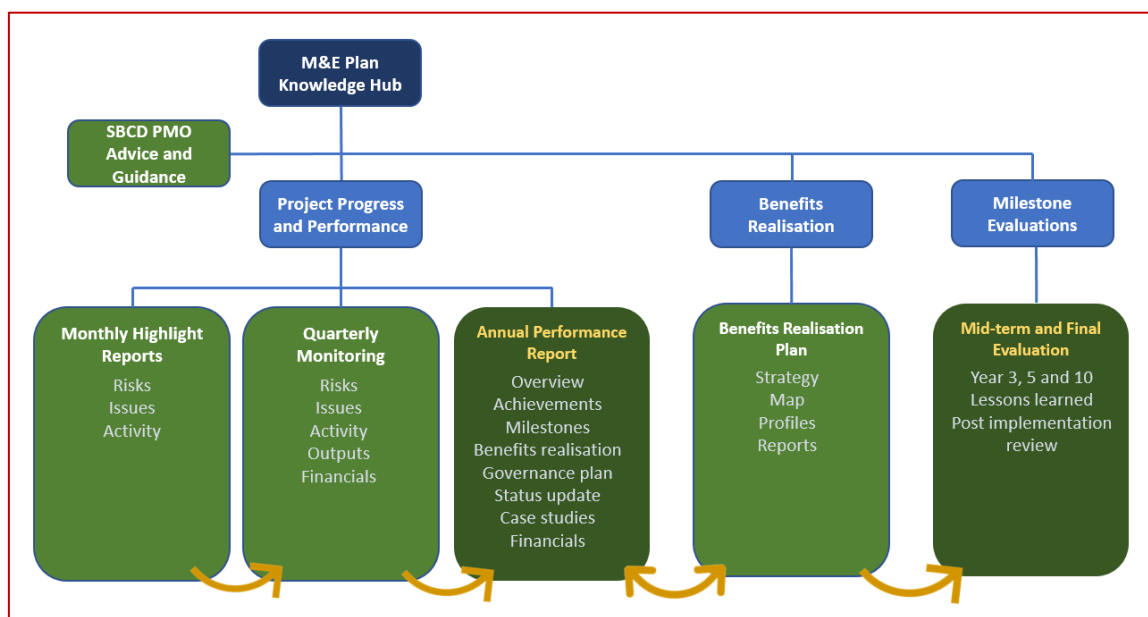 M&E Plan
Knowledge Hub
SBCD PMO
Advice and
Guidance
Project Progress
and Performance
Benefits
Realisation
Milestone
Evaluations
Monthly Highlight
Reports
Risks
Issues
Activity
Quarterly
Monitoring
Risks
Issues
Activity
Outputs
Financials
Annual Performance
Report
Overview
Achievements
Milestones
Benefits realisation
Governance plan
Status update
Case studies
Financials
Benefits Realisation
Plan
Strategy
Map
Profiles
Reports
Mid-term and Final
Evaluation
Year 3, 5 and 10
Lessons learned
Post implementation
review